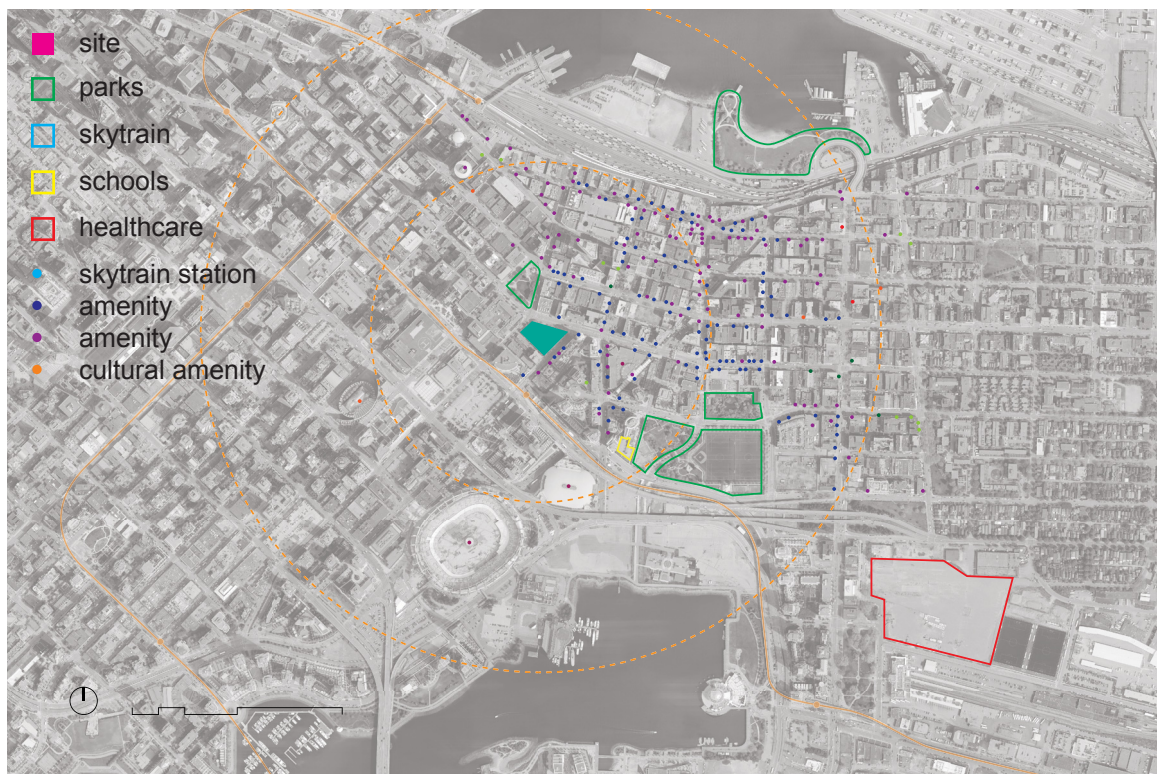 site
parks
skytrain
schools
healthcare
skytrain station
amenity
amenity
cultural amenity